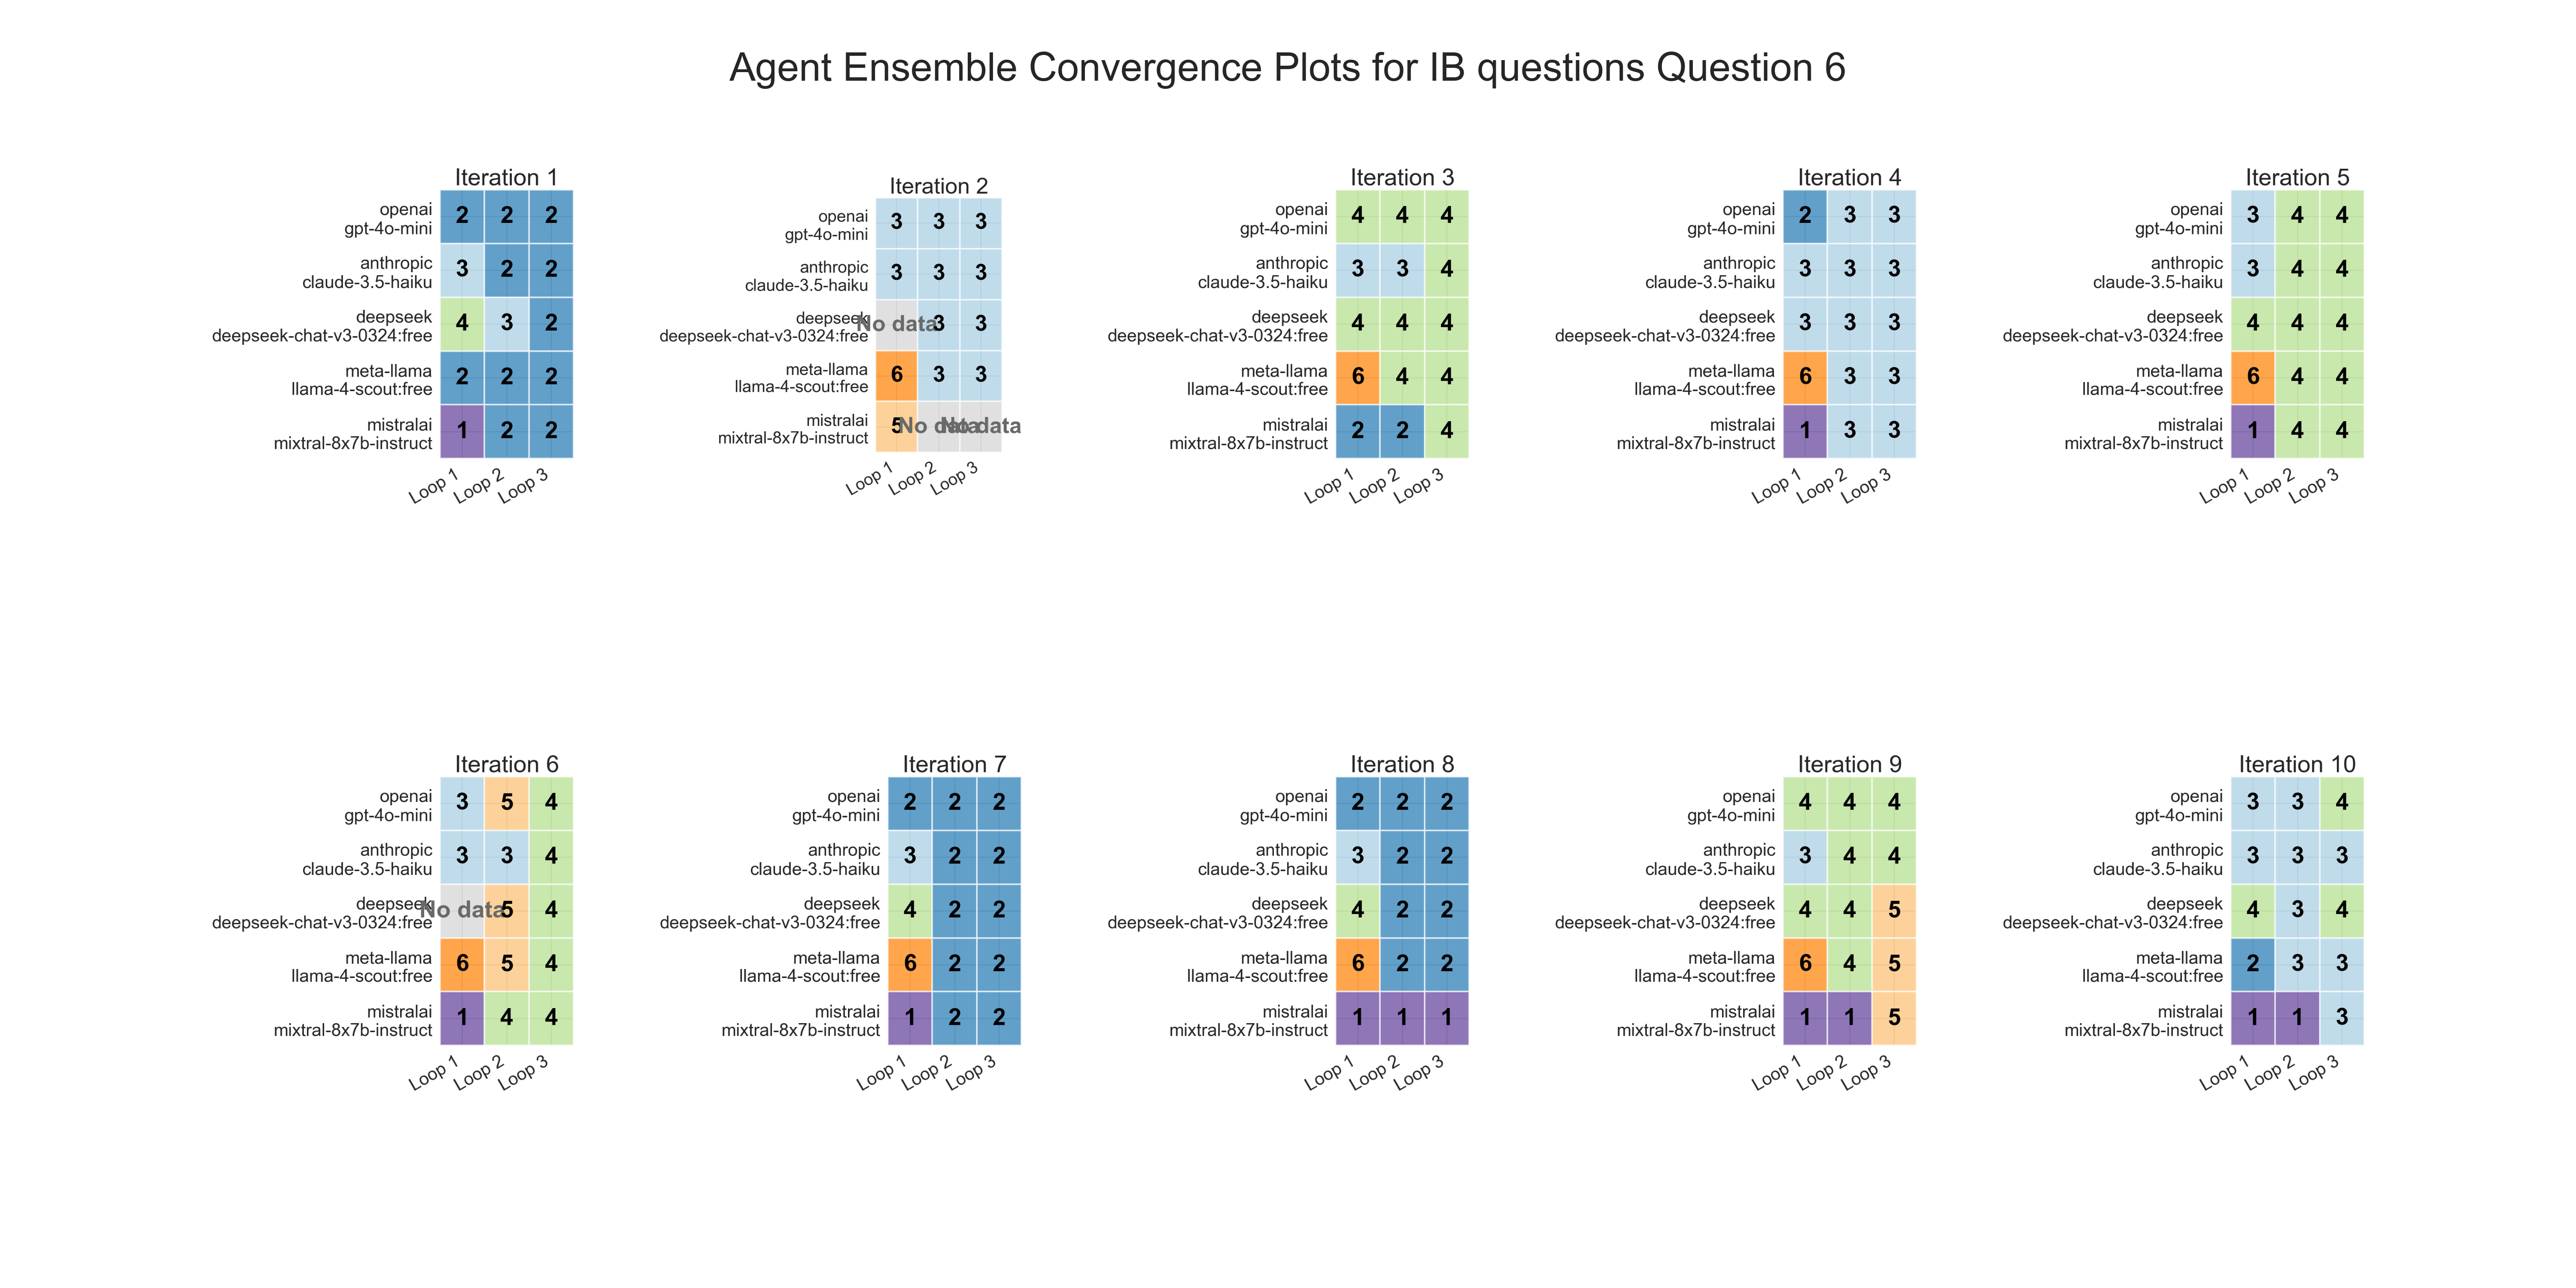 Agent Ensemble Convergence Plots for IB questions Question 6
Iteration 1
openai
gpt-4o-mini
2 2 2
anthropic
claude-3.5-haiku
3 2 2
deepseek
deepseek-chat-v3-0324:free
4 3 2
meta-llama
llama-4-scout:free
2 2 2
mistralai
mixtral-8x7b-instruct
1 2 2
Loop 1 Loop 2 Loop 3
Iteration 2
openai
gpt-4o-mini
3 3 3
anthropic
claude-3.5-haiku
3 3 3
deepseek
deepseek-chat-v3-0324:free
No data 3 3
meta-llama
llama-4-scout:free
6 3 3
mistralai
mixtral-8x7b-instruct
5 No data No data
Loop 1 Loop 2 Loop 3
Iteration 3
openai
gpt-4o-mini
4 4 4
anthropic
claude-3.5-haiku
3 3 4
deepseek
deepseek-chat-v3-0324:free
4 4 4
meta-llama
llama-4-scout:free
6 4 4
mistralai
mixtral-8x7b-instruct
2 2 4
Loop 1 Loop 2 Loop 3
Iteration 4
openai
gpt-4o-mini
2 3 3
anthropic
claude-3.5-haiku
3 3 3
deepseek
deepseek-chat-v3-0324:free
3 3 3
meta-llama
llama-4-scout:free
6 3 3
mistralai
mixtral-8x7b-instruct
1 3 3
Loop 1 Loop 2 Loop 3
Iteration 5
openai
gpt-4o-mini
3 4 4
anthropic
claude-3.5-haiku
3 4 4
deepseek
deepseek-chat-v3-0324:free
4 4 4
meta-llama
llama-4-scout:free
6 4 4
mistralai
mixtral-8x7b-instruct
1 4 4
Loop 1 Loop 2 Loop 3
Iteration 6
openai
gpt-4o-mini
3 5 4
anthropic
claude-3.5-haiku
3 3 4
deepseek
deepseek-chat-v3-0324:free
No data 5 4
meta-llama
llama-4-scout:free
6 5 4
mistralai
mixtral-8x7b-instruct
1 4 4
Loop 1 Loop 2 Loop 3
Iteration 7
openai
gpt-4o-mini
2 2 2
anthropic
claude-3.5-haiku
3 2 2
deepseek
deepseek-chat-v3-0324:free
4 2 2
meta-llama
llama-4-scout:free
6 2 2
mistralai
mixtral-8x7b-instruct
1 2 2
Loop 1 Loop 2 Loop 3
Iteration 8
openai
gpt-4o-mini
2 2 2
anthropic
claude-3.5-haiku
3 2 2
deepseek
deepseek-chat-v3-0324:free
4 2 2
meta-llama
llama-4-scout:free
6 2 2
mistralai
mixtral-8x7b-instruct
1 1 1
Loop 1 Loop 2 Loop 3
Iteration 9
openai
gpt-4o-mini
4 4 4
anthropic
claude-3.5-haiku
3 4 4
deepseek
deepseek-chat-v3-0324:free
4 4 5
meta-llama
llama-4-scout:free
6 4 5
mistralai
mixtral-8x7b-instruct
1 1 5
Loop 1 Loop 2 Loop 3
Iteration 10
openai
gpt-4o-mini
3 3 4
anthropic
claude-3.5-haiku
3 3 3
deepseek
deepseek-chat-v3-0324:free
4 3 4
meta-llama
llama-4-scout:free
2 3 3
mistralai
mixtral-8x7b-instruct
1 1 3
Loop 1 Loop 2 Loop 3